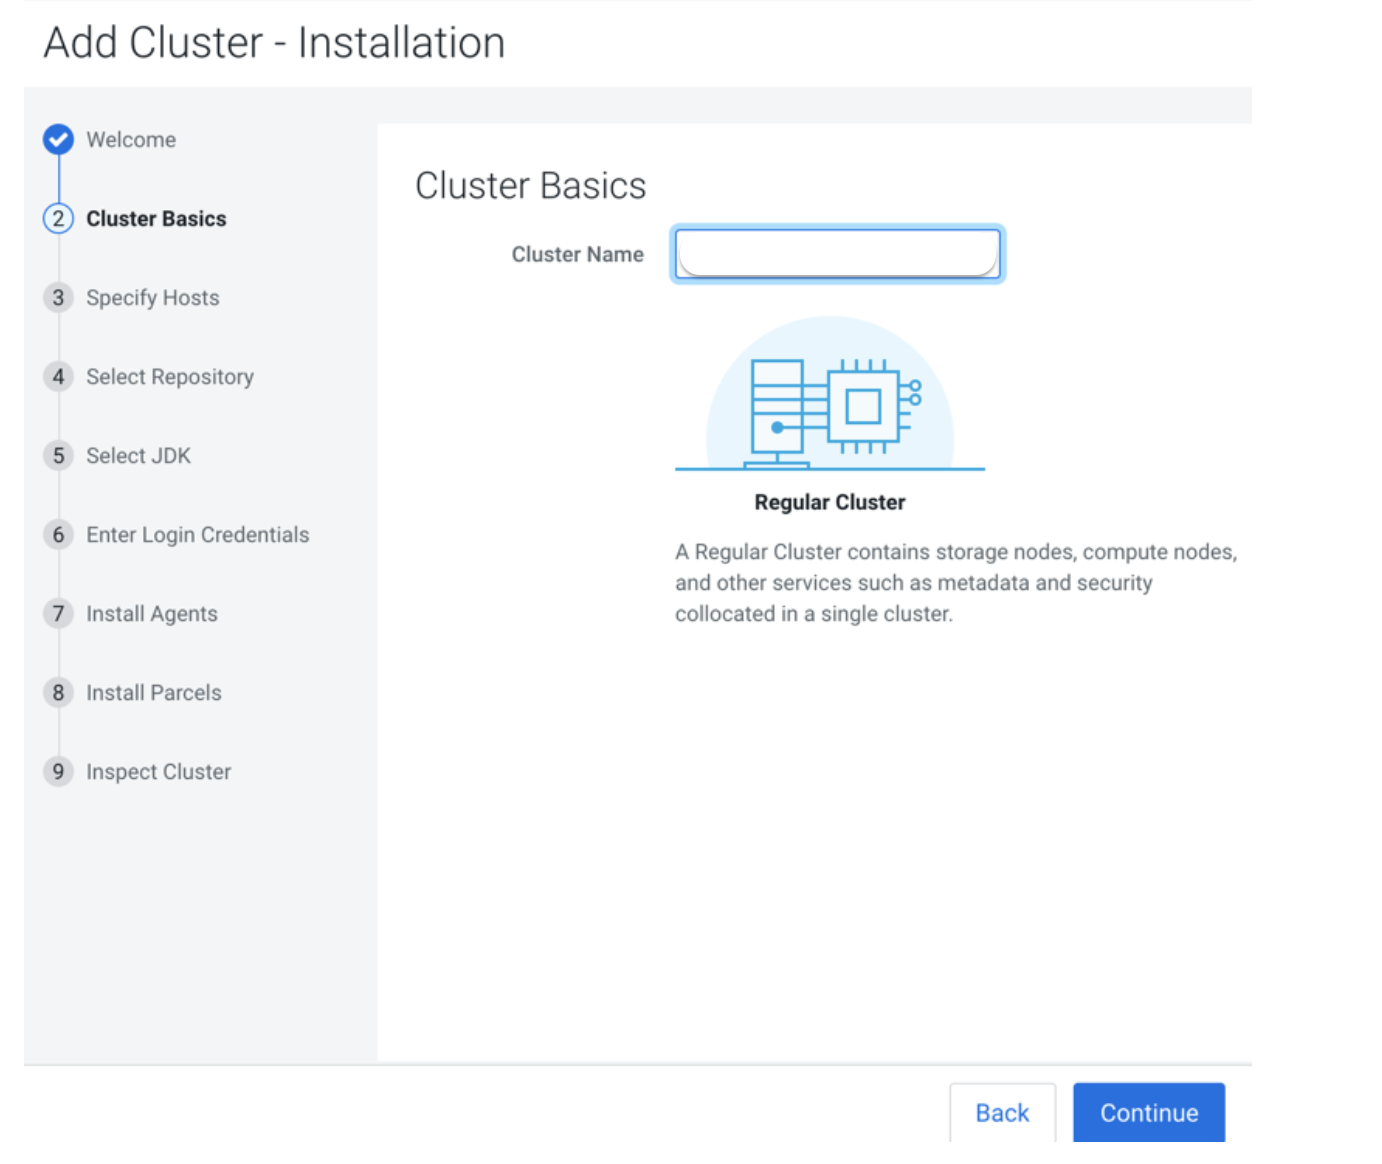 Add Cluster - Installation
Welcome
2 Cluster Basics
3 Specify Hosts
4 Select Repository
5 Select JDK
6 Enter Login Credentials
7 Install Agents
8 Install Parcels
9 Inspect Cluster
Cluster Basics
Cluster Name
Regular Cluster
A Regular Cluster contains storage nodes, compute nodes,
and other services such as metadata and security
collocated in a single cluster.
Back
Continue